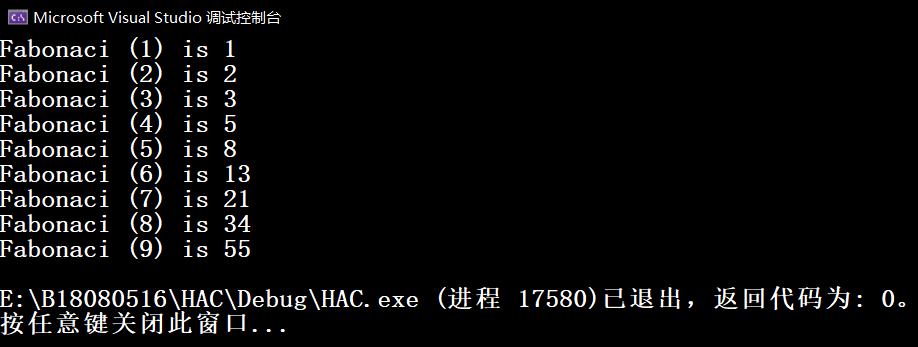 Microsoft Visual Studio 调试控制台
Fabonaci (1) is 1
Fabonaci (2) is 2
Fabonaci (3) is 3
Fabonaci (4) is 5
Fabonaci (5) is 8
Fabonaci (6) is 13
Fabonaci (7) is 21
Fabonaci (8) is 34
Fabonaci (9) is 55
E:\B18080516\HAC\Debug\HAC.exe (进程 17580)已退出，返回代码为: 0。
按任意键关闭此窗口...